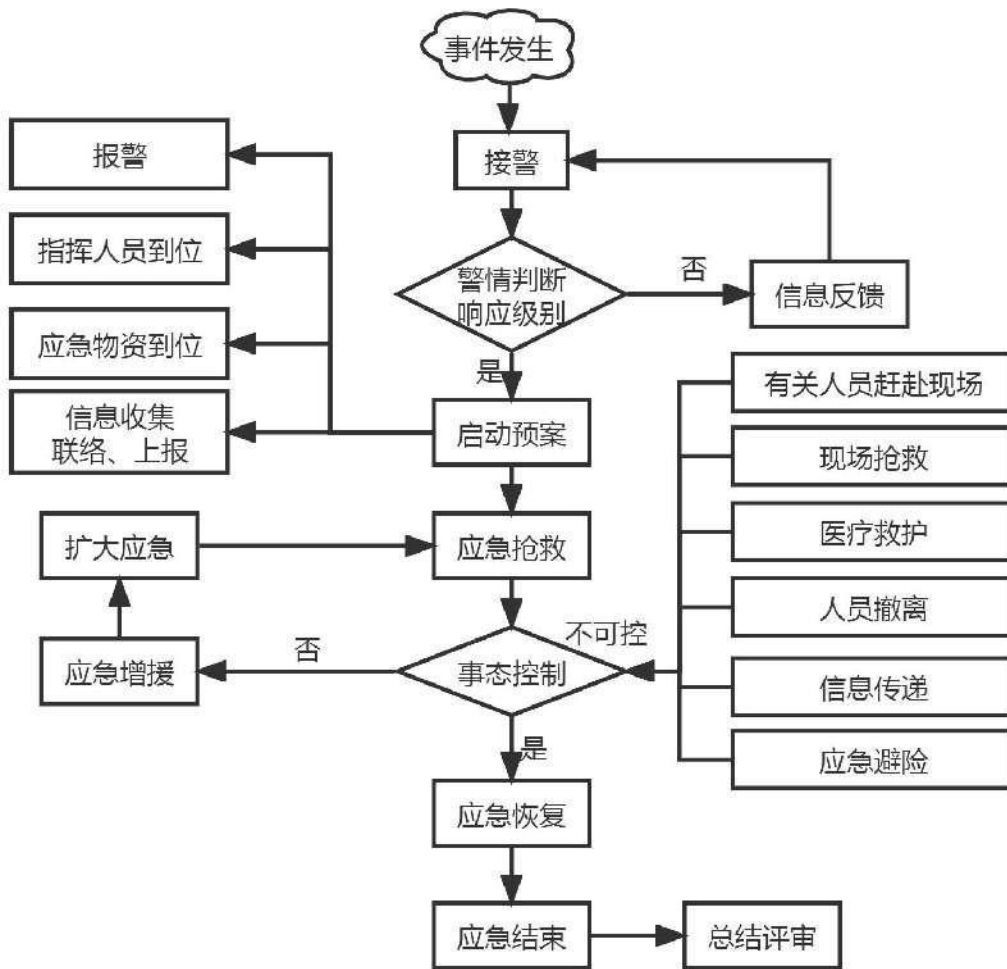 事件发生
报警
接警
指挥人员到位
警情判断
响应级别
否
信息反馈
应急物资到位
是
有关人员赶赴现场
信息收集
联络、上报
启动预案
现场抢救
扩大应急
应急抢救
医疗救护
人员撤离
不可控
否
应急增援
事态控制
信息传递
是
应急避险
应急恢复
应急结束
总结评审